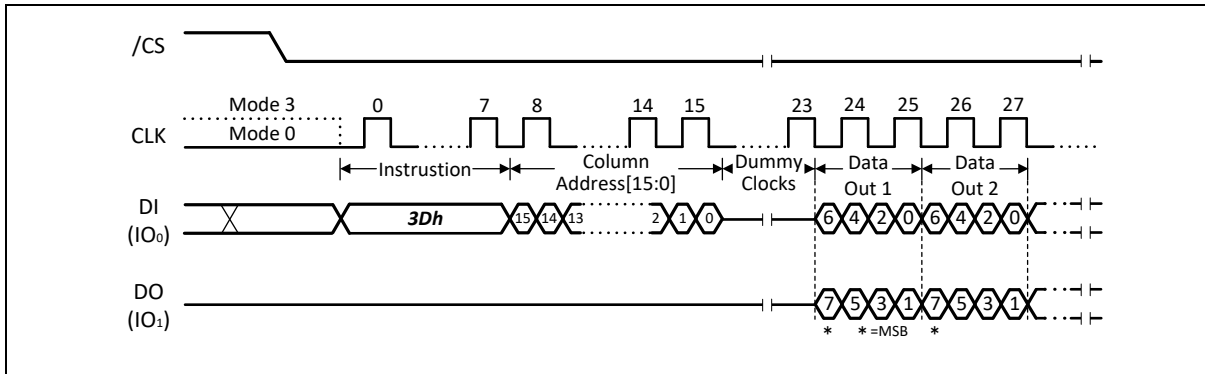 /CS
Mode 3
0 7 8 14 15 23 24 25 26 27
CLK
Mode 0
Instrustion
Column
Address[15:0]
Dummy
Clocks
Data
Out 1
Data
Out 2
DI
(IO0)
3Dh
15 14 13 2 1 0
6 4 2 0 6 4 2 0
DO
(IO1)
7 5 3 1 7 5 3 1
* * =MSB *